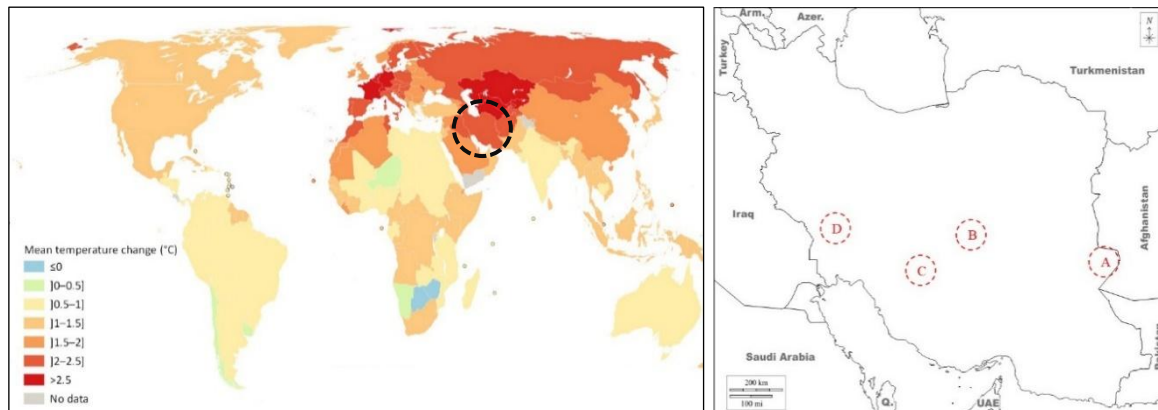 Mean temperature change (°C)
≤0
]0–0.5]
]0.5–1]
]1–1.5]
]1.5–2]
]2–2.5]
>2.5
No data
Arm.
Azer.
N
Turkey
Turkmenistan
Iraq
Afghanistan
D
B
C
A
Saudi Arabia
Pakistan
200 km
100 mi
Q.
UAE